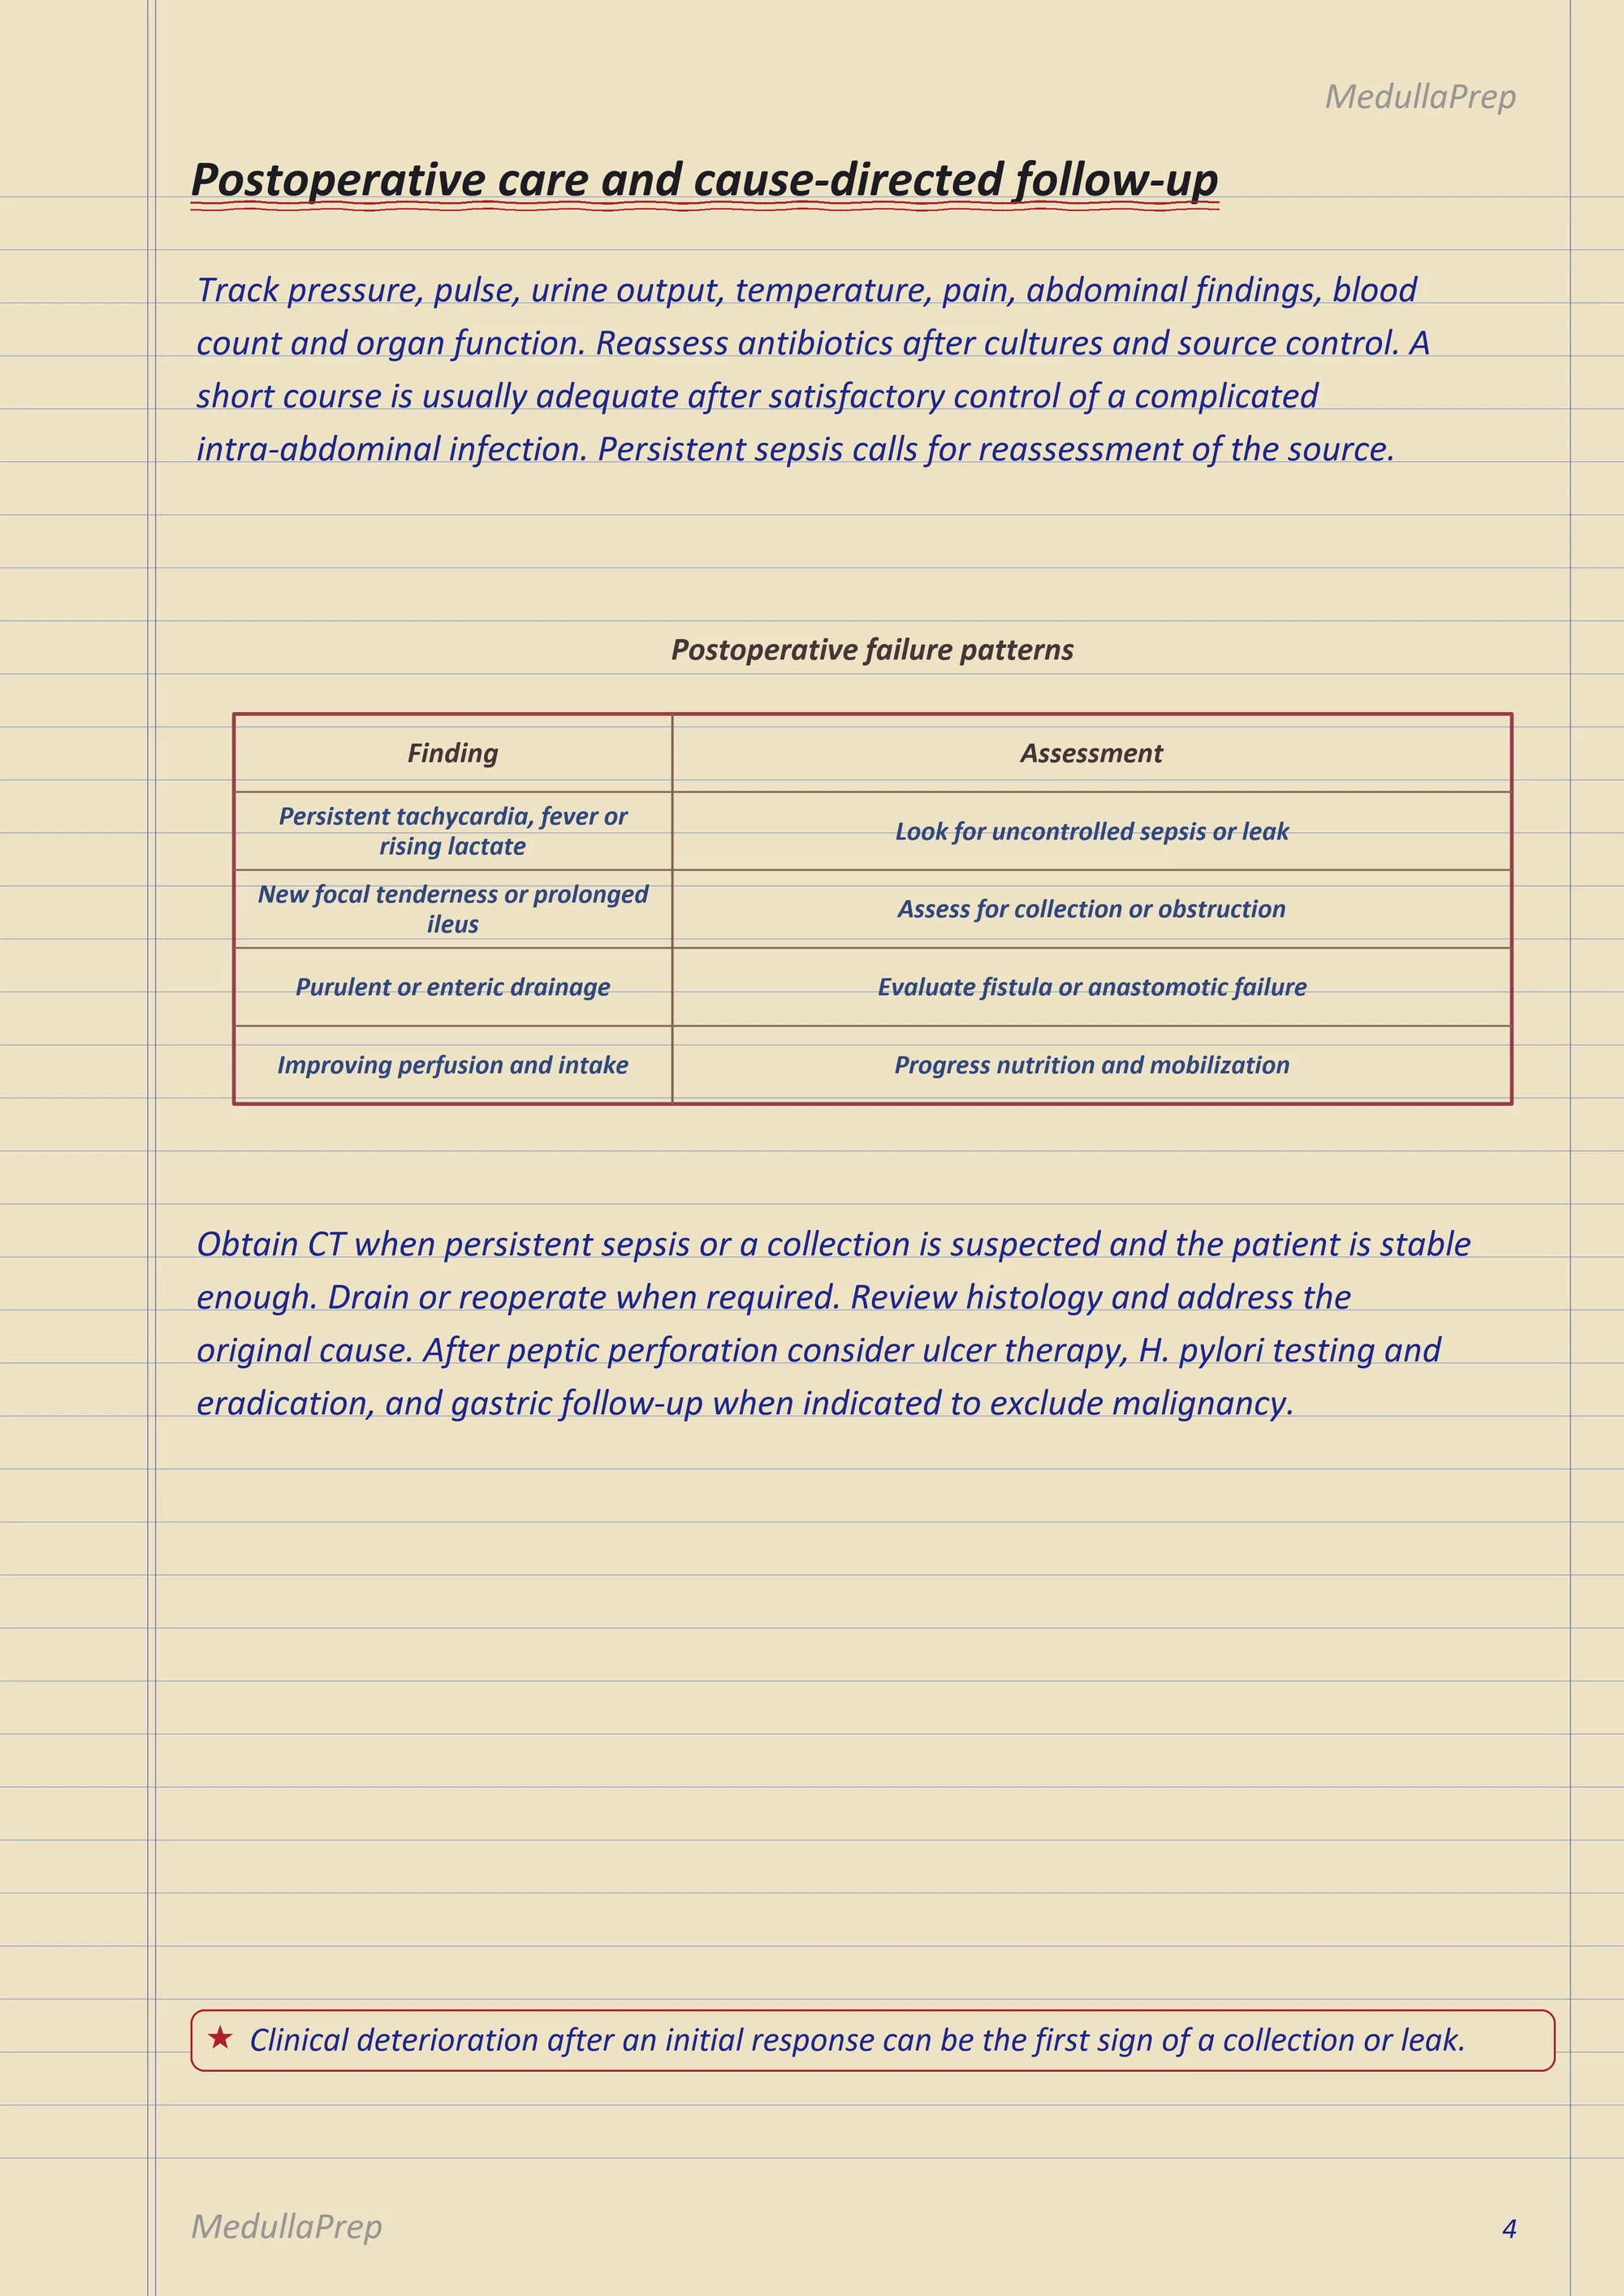 MedullaPrep
Postoperative care and cause-directed follow-up
Track pressure, pulse, urine output, temperature, pain, abdominal findings, blood
count and organ function. Reassess antibiotics after cultures and source control. A
short course is usually adequate after satisfactory control of a complicated
intra-abdominal infection. Persistent sepsis calls for reassessment of the source.
Postoperative failure patterns
Finding Assessment
Persistent tachycardia, fever or
rising lactate
Look for uncontrolled sepsis or leak
New focal tenderness or prolonged
ileus
Assess for collection or obstruction
Purulent or enteric drainage Evaluate fistula or anastomotic failure
Improving perfusion and intake Progress nutrition and mobilization
Obtain CT when persistent sepsis or a collection is suspected and the patient is stable
enough. Drain or reoperate when required. Review histology and address the
original cause. After peptic perforation consider ulcer therapy, H. pylori testing and
eradication, and gastric follow-up when indicated to exclude malignancy.
★ Clinical deterioration after an initial response can be the first sign of a collection or leak.
MedullaPrep 4